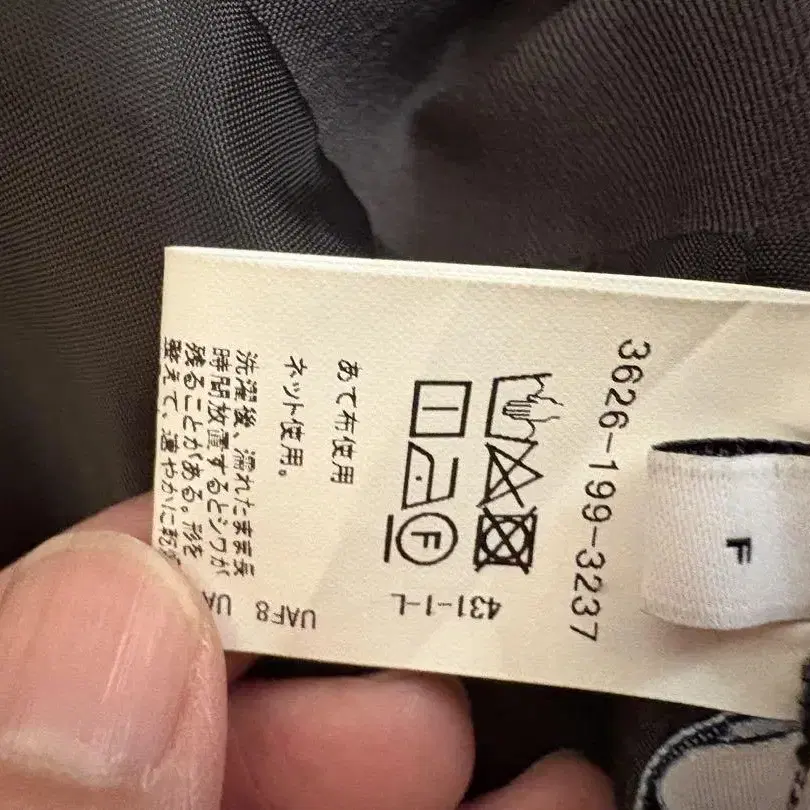 3626-199-3237
F
F
あて布使用
ネット使用。
洗濯後、濡れたまま長
時間放置するとシワが
残ることがある。形を
整えて、速やかに乾
431-1-L
UAF8 UA